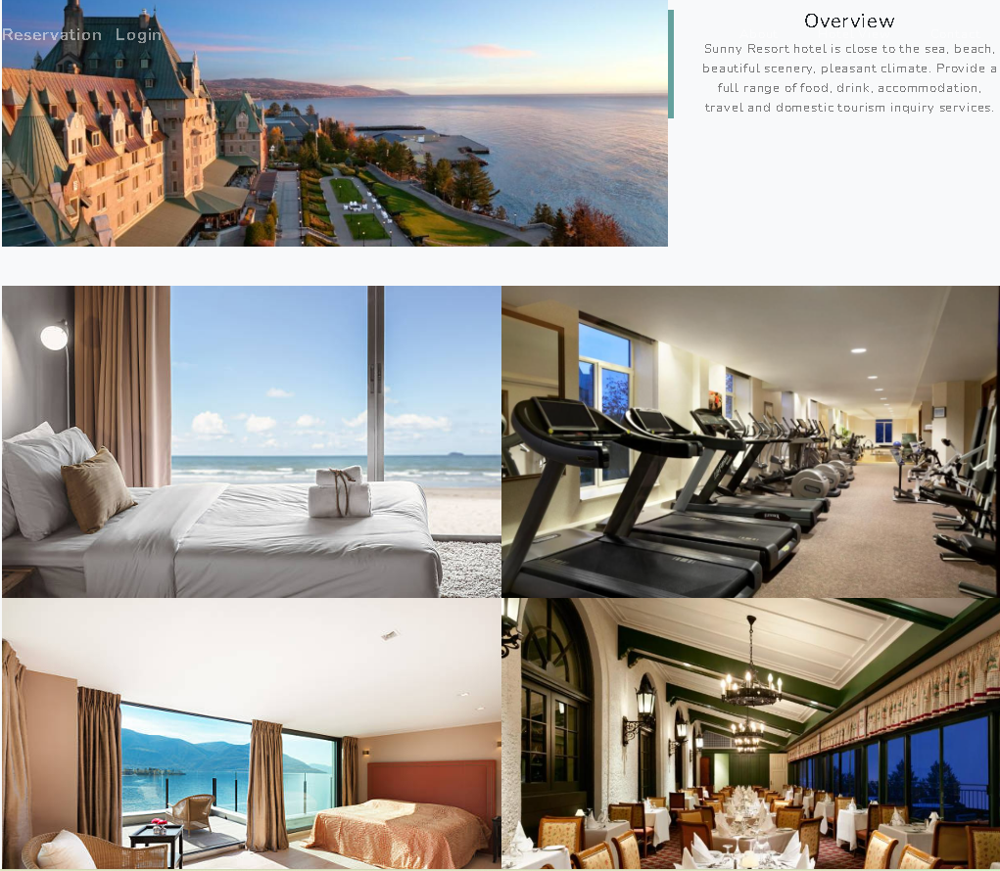 Reservation Login
Overview
Sunny Resort hotel is close to the sea, beach,
beautiful scenery, pleasant climate. Provide a
full range of food, drink, accommodation,
travel and domestic tourism inquiry services.